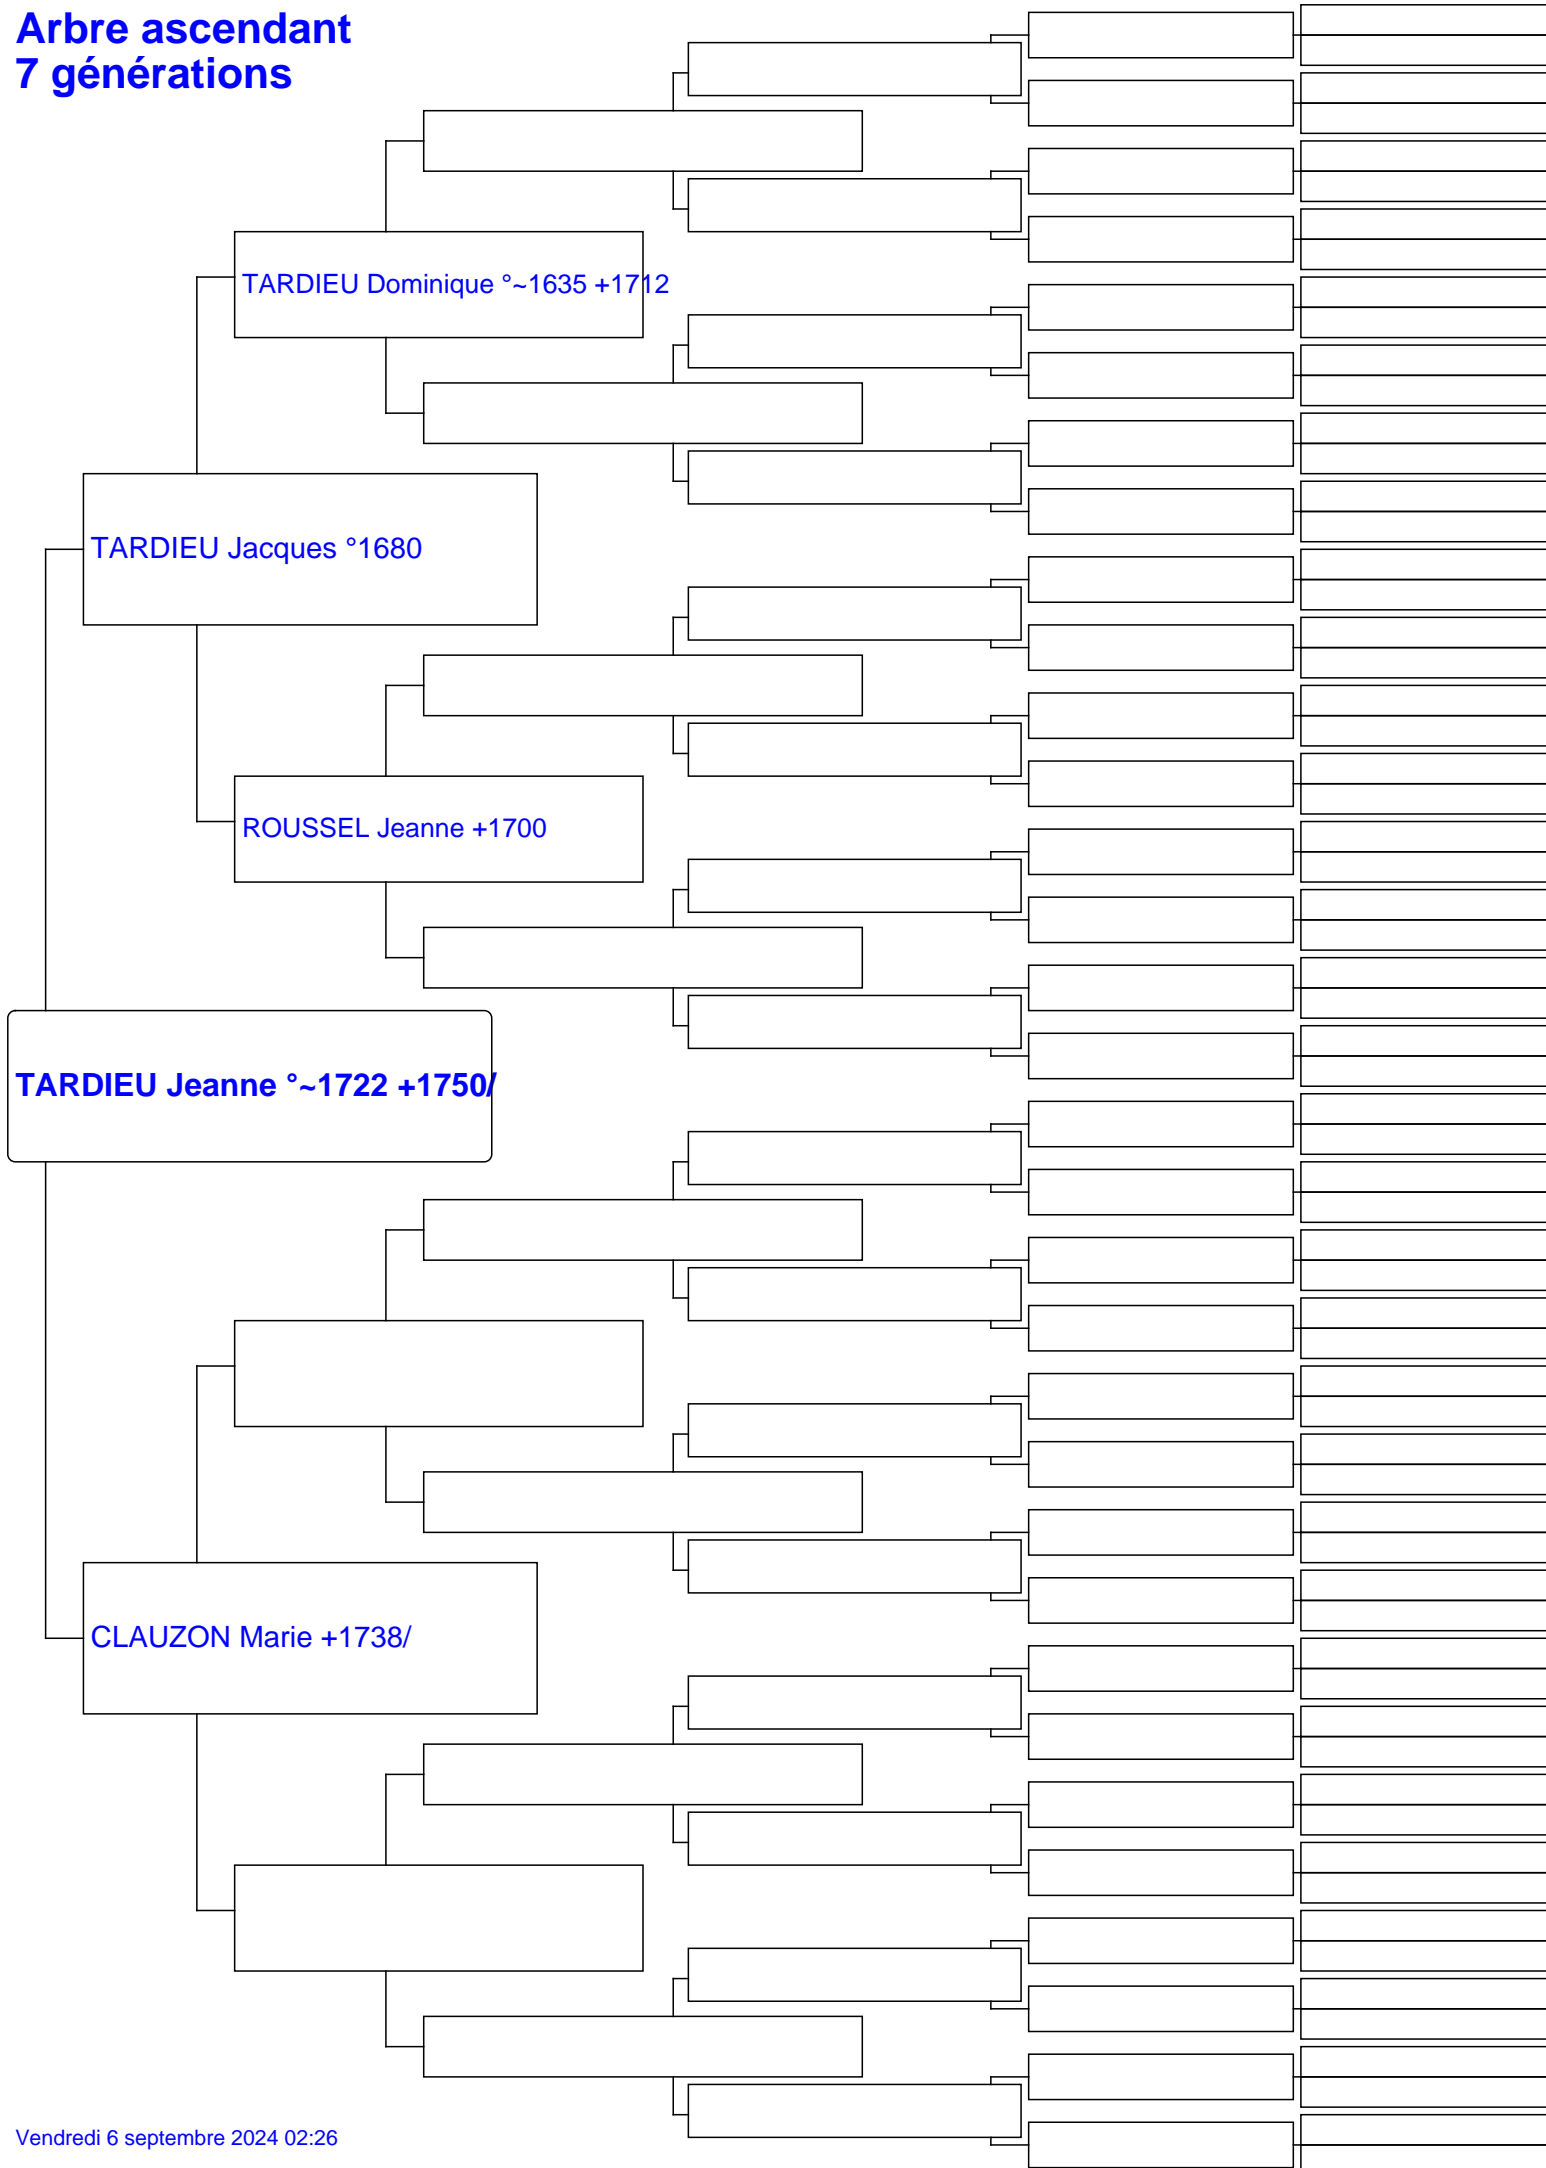 Arbre ascendant
7 générations
TARDIEU Dominique °~1635 +1712
TARDIEU Jacques °1680
ROUSSEL Jeanne +1700
TARDIEU Jeanne °~1722 +1750/
CLAUZON Marie +1738/
Vendredi 6 septembre 2024 02:26